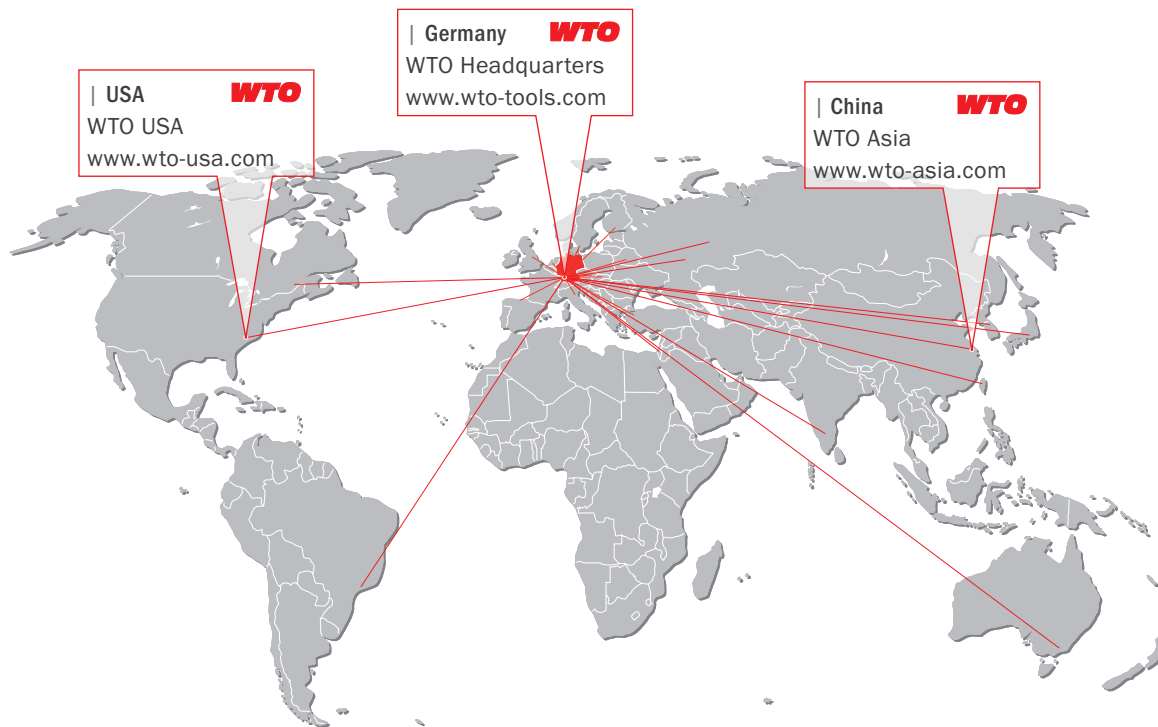 | USA WTO
WTO USA
www.wto-usa.com
| Germany WTO
WTO Headquarters
www.wto-tools.com
| China WTO
WTO Asia
www.wto-asia.com